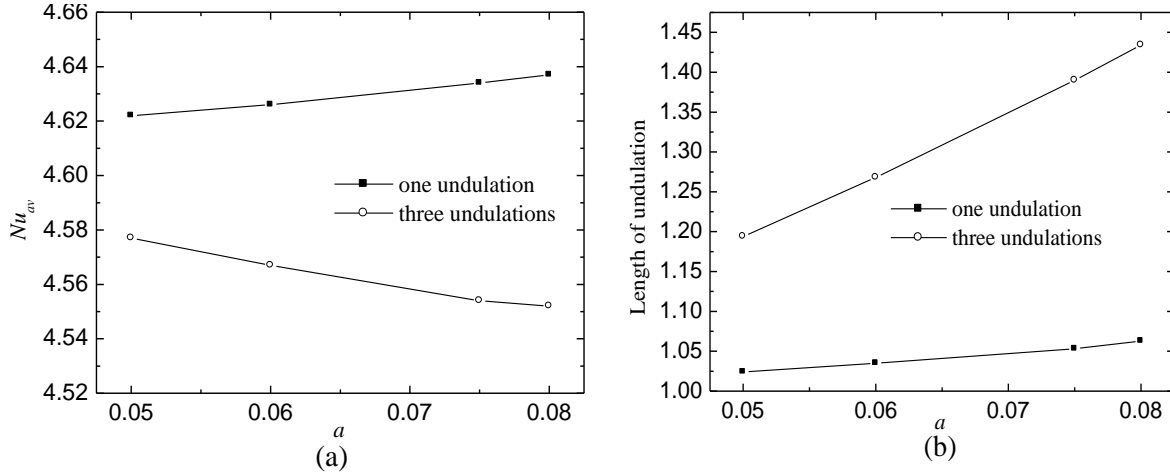 4.66
4.64
4.62
4.60
4.58
4.56
4.54
4.52
Nu_av
0.05
0.06
0.07
0.08
a
one undulation
three undulations
(a)
1.45
1.40
1.35
1.30
1.25
1.20
1.15
1.10
1.05
1.00
Length of undulation
0.05
0.06
0.07
0.08
a
one undulation
three undulations
(b)